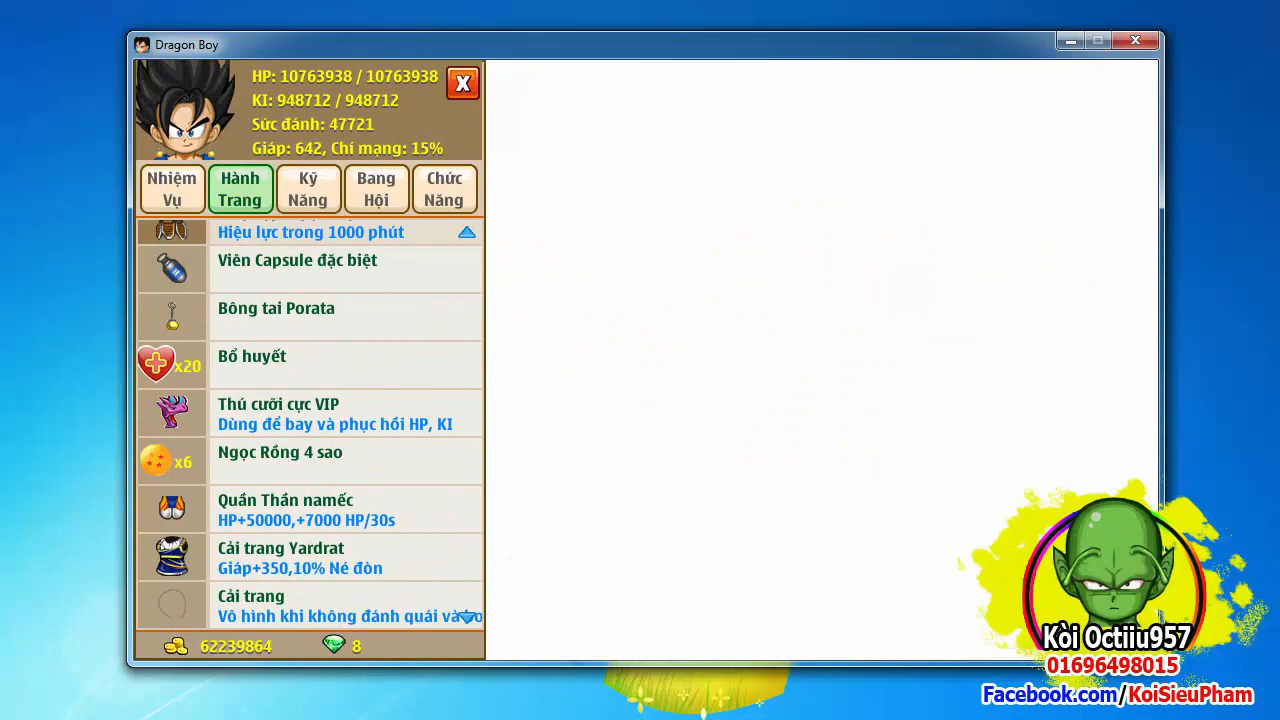 Dragon Boy
HP: 10763938 / 10763938
X
KI: 948712 / 948712
Sức đánh: 47721
Giáp: 642, Chí mạng: 15%
Nhiệm Vụ
Hành Trang
Kỹ Năng
Bang Hội
Chức Năng
Hiệu lực trong 1000 phút
Viên Capsule đặc biệt
Bông tai Porata
x20
Bổ huyết
Thú cưỡi cực VIP
Dùng để bay và phục hồi HP, KI
x6
Ngọc Rồng 4 sao
Quần Thần namếc
HP+50000,+7000 HP/30s
Cải trang Yardrat
Giáp+350,10% Né đòn
Cải trang
Vô hình khi không đánh quái và
62239864
8
Kòi Octiiu957
01696498015
Facebook.com/KoiSieuPham